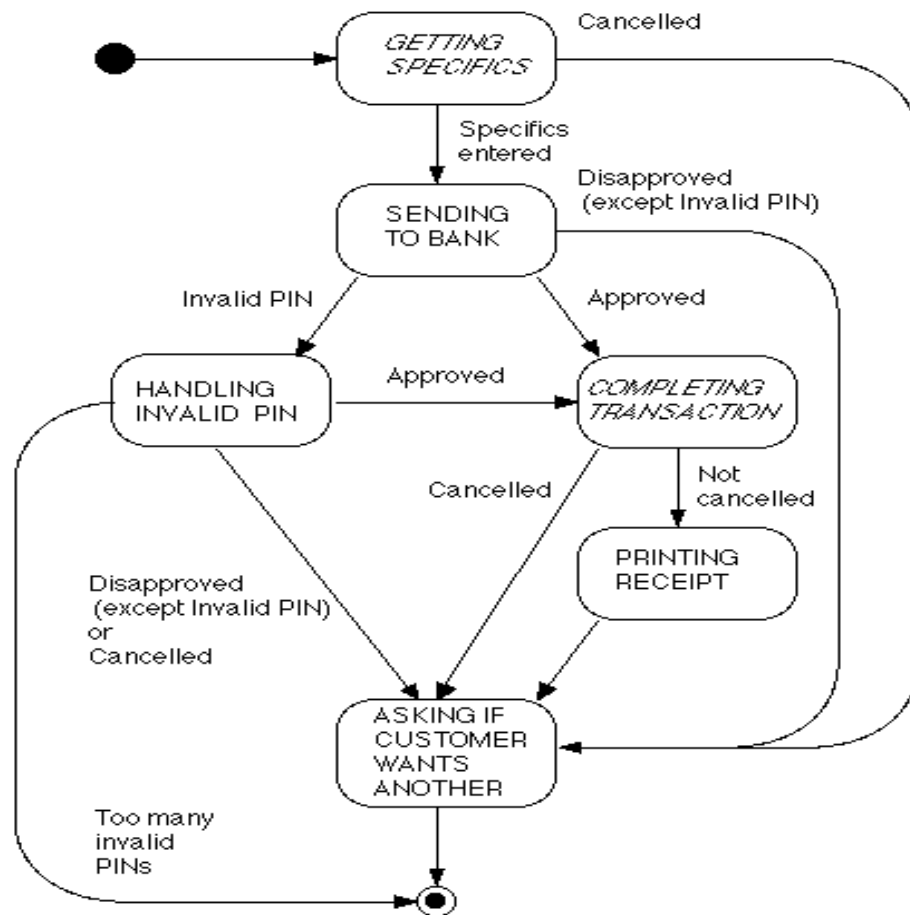 Cancelled
GETTING
SPECIFICS
Specifics
entered
Disapproved
(except Invalid PIN)
SENDING
TO BANK
Invalid PIN
Approved
HANDLING
INVALID PIN
Approved
COMPLETING
TRANSACTION
Cancelled
Not
cancelled
PRINTING
RECEIPT
Disapproved
(except Invalid PIN)
or
Cancelled
ASKING IF
CUSTOMER
WANTS
ANOTHER
Too many
invalid
PINs